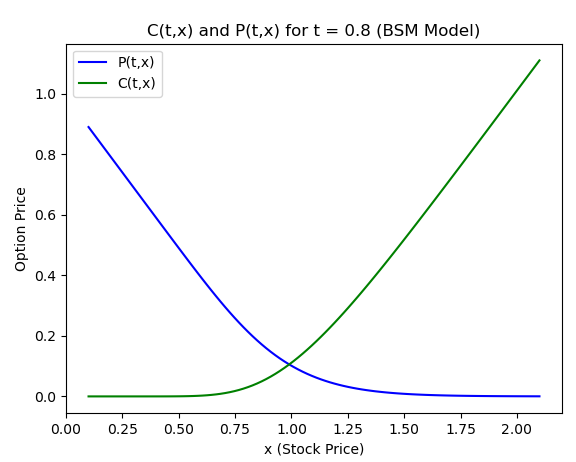 C(t,x) and P(t,x) for t = 0.8 (BSM Model)
P(t,x)
C(t,x)
Option Price
1.0
0.8
0.6
0.4
0.2
0.0
0.00 0.25 0.50 0.75 1.00 1.25 1.50 1.75 2.00
x (Stock Price)